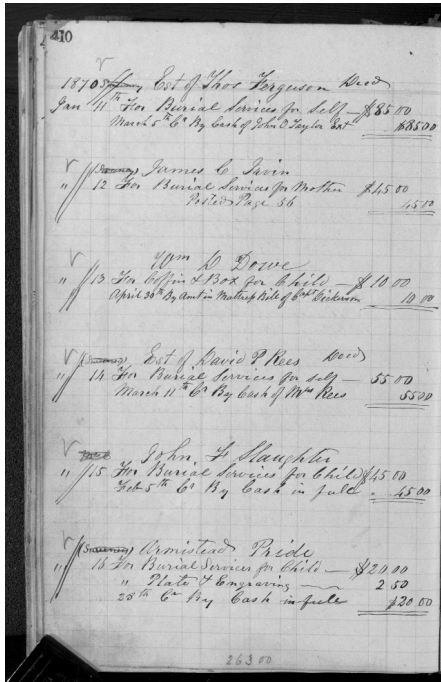 410
1870 Est of Thos Ferguson Decd
Jan 11th For Burial Services for Self — $85.00
March 5th Cr By Cash of John C Taylor Ext $85.00
James C Irvin
" 12 For Burial Services for Mother $45.00
Posted Page 56 45.00
Wm D Dowe
" 13 For Coffin & Box for Child — $10.00
April 30th By Amt in Bill of Capt Dickerson 10.00
Est of David P Rees Decd
" 14 For Burial Services for Self — 55.00
March 11th Cr By Cash of Mrs Rees 55.00
John F Slaughter
" 15 For Burial Services for Child $45.00
Feb 5th Cr By Cash in full " 45.00
Armistead Pride
" 15 For Burial Services for Child — $20.00
" Plate & Engraving — 2.50
28th Cr By Cash in full $20.00
263 00